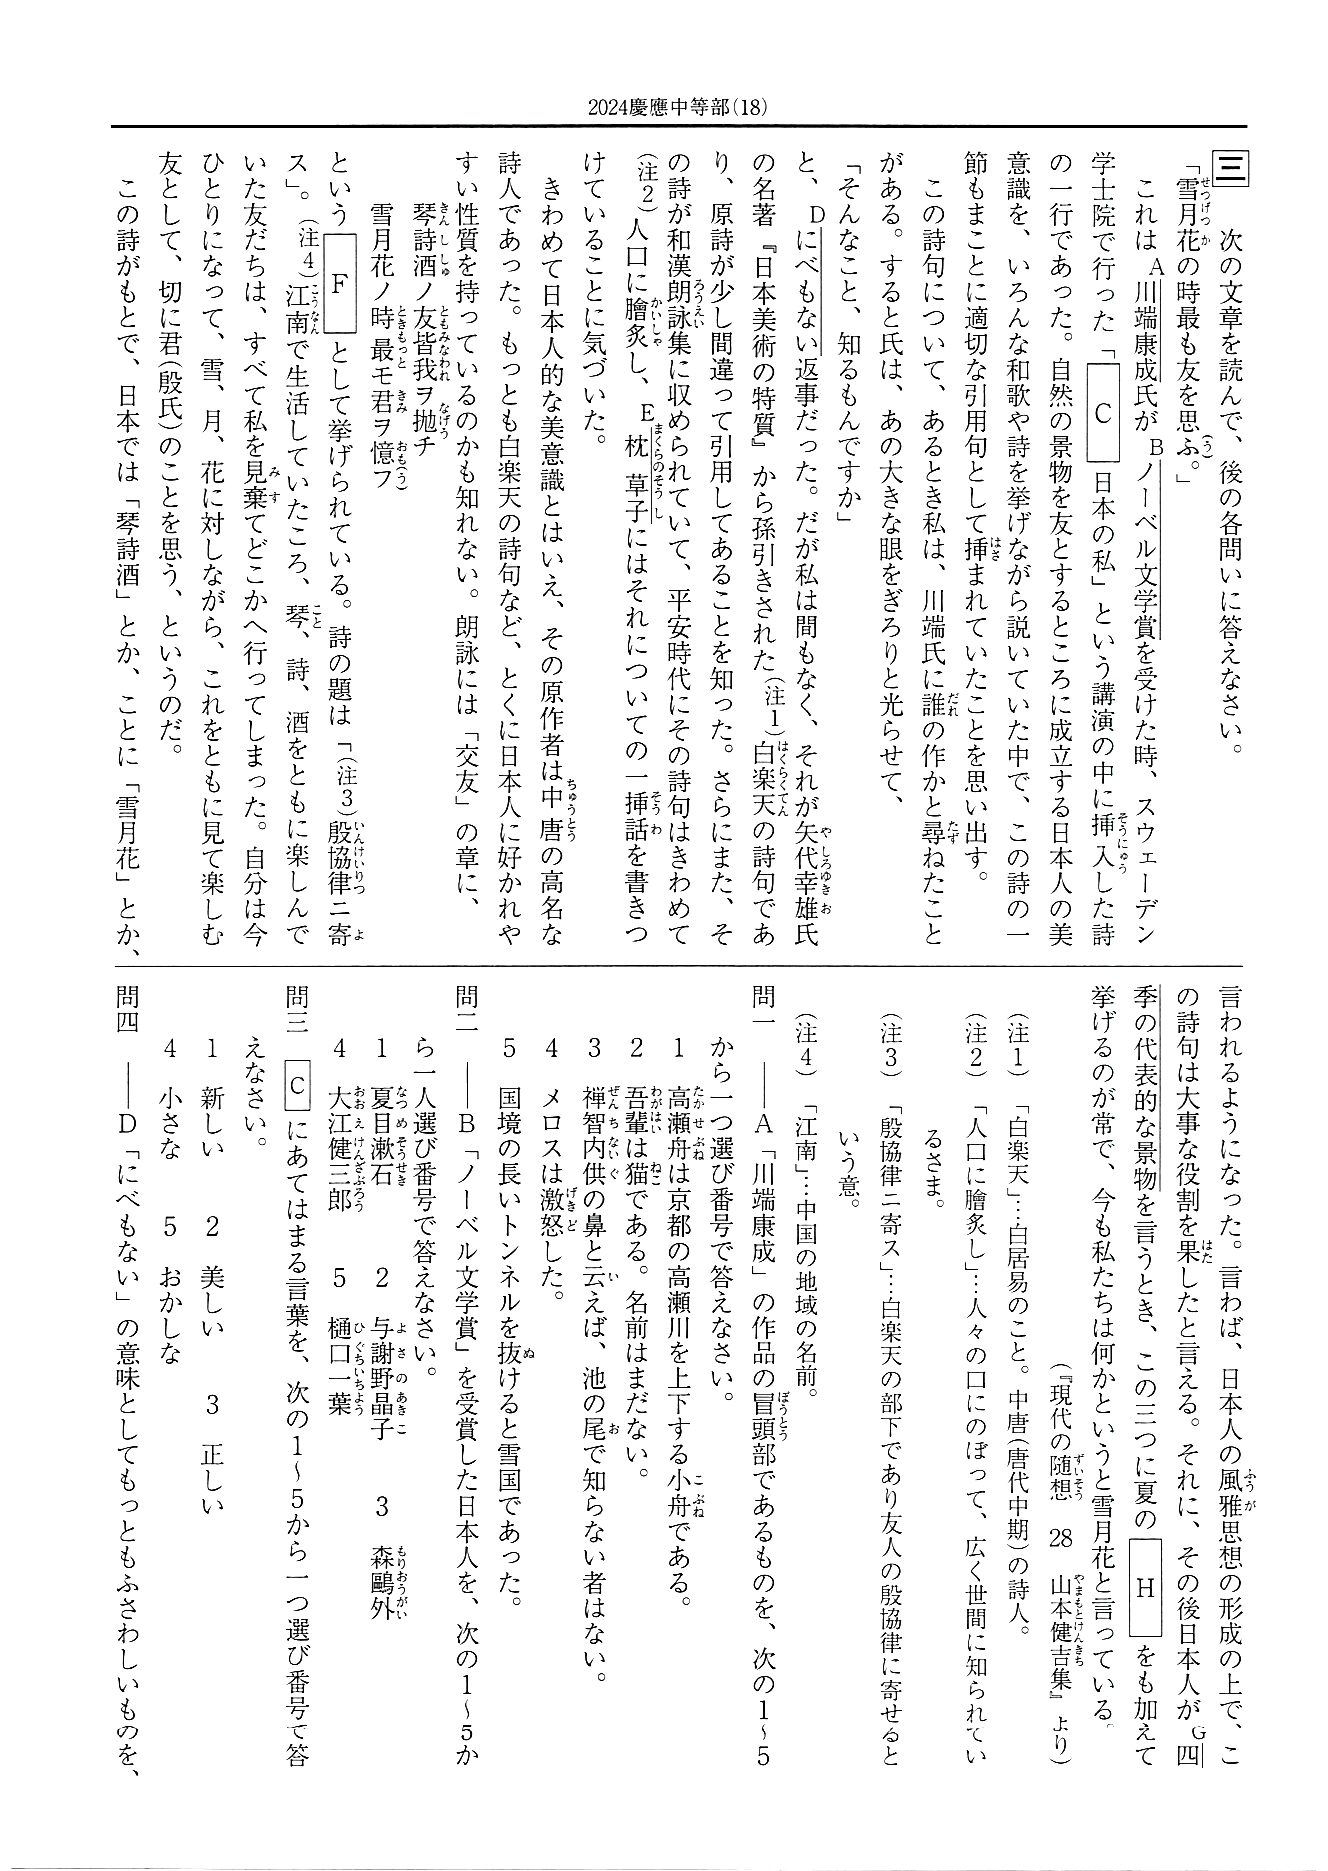 2024慶應中等部(18)
三　次の文章を読んで、後の各問いに答えなさい。
「雪月花の時最も友を思ふ。」
これはA川端康成氏がBノーベル文学賞を受けた時、スウェーデン
学士院で行った「 C 日本の私」という講演の中に挿入した詩
の一行であった。自然の景物を友とするところに成立する日本人の美
意識を、いろんな和歌や詩を挙げながら説いていた中で、この詩の一
節もまことに適切な引用句として挿まれていたことを思い出す。
この詩句について、あるとき私は、川端氏に誰の作かと尋ねたこと
がある。すると氏は、あの大きな眼をぎろりと光らせて、
「そんなこと、知るもんですか」
と、Dにべもない返事だった。だが私は間もなく、それが矢代幸雄氏
の名著『日本美術の特質』から孫引きされた(注1)白楽天の詩句であ
り、原詩が少し間違って引用してあることを知った。さらにまた、そ
の詩が和漢朗詠集に収められていて、平安時代にその詩句はきわめて
(注2)人口に膾炙し、E枕草子にはそれについての一挿話を書きつ
けていることに気づいた。
きわめて日本人的な美意識とはいえ、その原作者は中唐の高名な
詩人であった。もっとも白楽天の詩句など、とくに日本人に好かれや
すい性質を持っているのかも知れない。朗詠には「交友」の章に、
琴詩酒ノ友皆我ヲ抛チ
雪月花ノ時最モ君ヲ憶フ
という F として挙げられている。詩の題は「(注3)殷協律ニ寄
ス」。(注4)江南で生活していたころ、琴、詩、酒をともに楽しんで
いた友だちは、すべて私を見棄てどこかへ行ってしまった。自分は今
ひとりになって、雪、月、花に対しながら、これをともに見て楽しむ
友として、切に君(殷氏)のことを思う、というのだ。
この詩がもとで、日本では「琴詩酒」とか、ことに「雪月花」とか、
言われるようになった。言わば、日本人の風雅思想の形成の上で、こ
の詩句は大事な役割を果したと言える。それに、その後日本人がG四
季の代表的な景物を言うとき、この三つに夏の H をも加えて
挙げるのが常で、今も私たちは何かというと雪月花と言っている。
(『現代の随想　28　山本健吉集』より)
(注1)「白楽天」…白居易のこと。中唐(唐代中期)の詩人。
(注2)「人口に膾炙し」…人々の口にのぼって、広く世間に知られてい
るさま。
(注3)「殷協律ニ寄ス」…白楽天の部下であり友人の殷協律に寄せると
いう意。
(注4)「江南」…中国の地域の名前。
問一　――A「川端康成」の作品の冒頭部であるものを、次の1～5
から一つ選び番号で答えなさい。
1　高瀬舟は京都の高瀬川を上下する小舟である。
2　吾輩は猫である。名前はまだない。
3　禅智内供の鼻と云えば、池の尾で知らない者はない。
4　メロスは激怒した。
5　国境の長いトンネルを抜けると雪国であった。
問二　――B「ノーベル文学賞」を受賞した日本人を、次の1～5か
ら一人選び番号で答えなさい。
1　夏目漱石　2　与謝野晶子　3　森鷗外
4　大江健三郎　5　樋口一葉
問三　C にあてはまる言葉を、次の1～5から一つ選び番号で答
えなさい。
1　新しい　2　美しい　3　正しい
4　小さな　5　おかしな
問四　――D「にべもない」の意味としてもっともふさわしいものを、